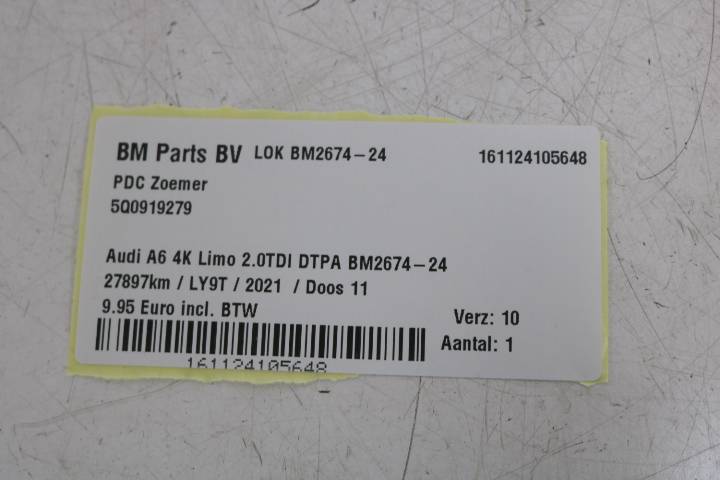 BM Parts BV LOK BM2674-24 161124105648
PDC Zoemer
5Q0919279
Audi A6 4K Limo 2.0TDI DTPA BM2674-24
27897km / LY9T / 2021 / Doos 11
9.95 Euro incl. BTW
Verz: 10
Aantal: 1
161124105648